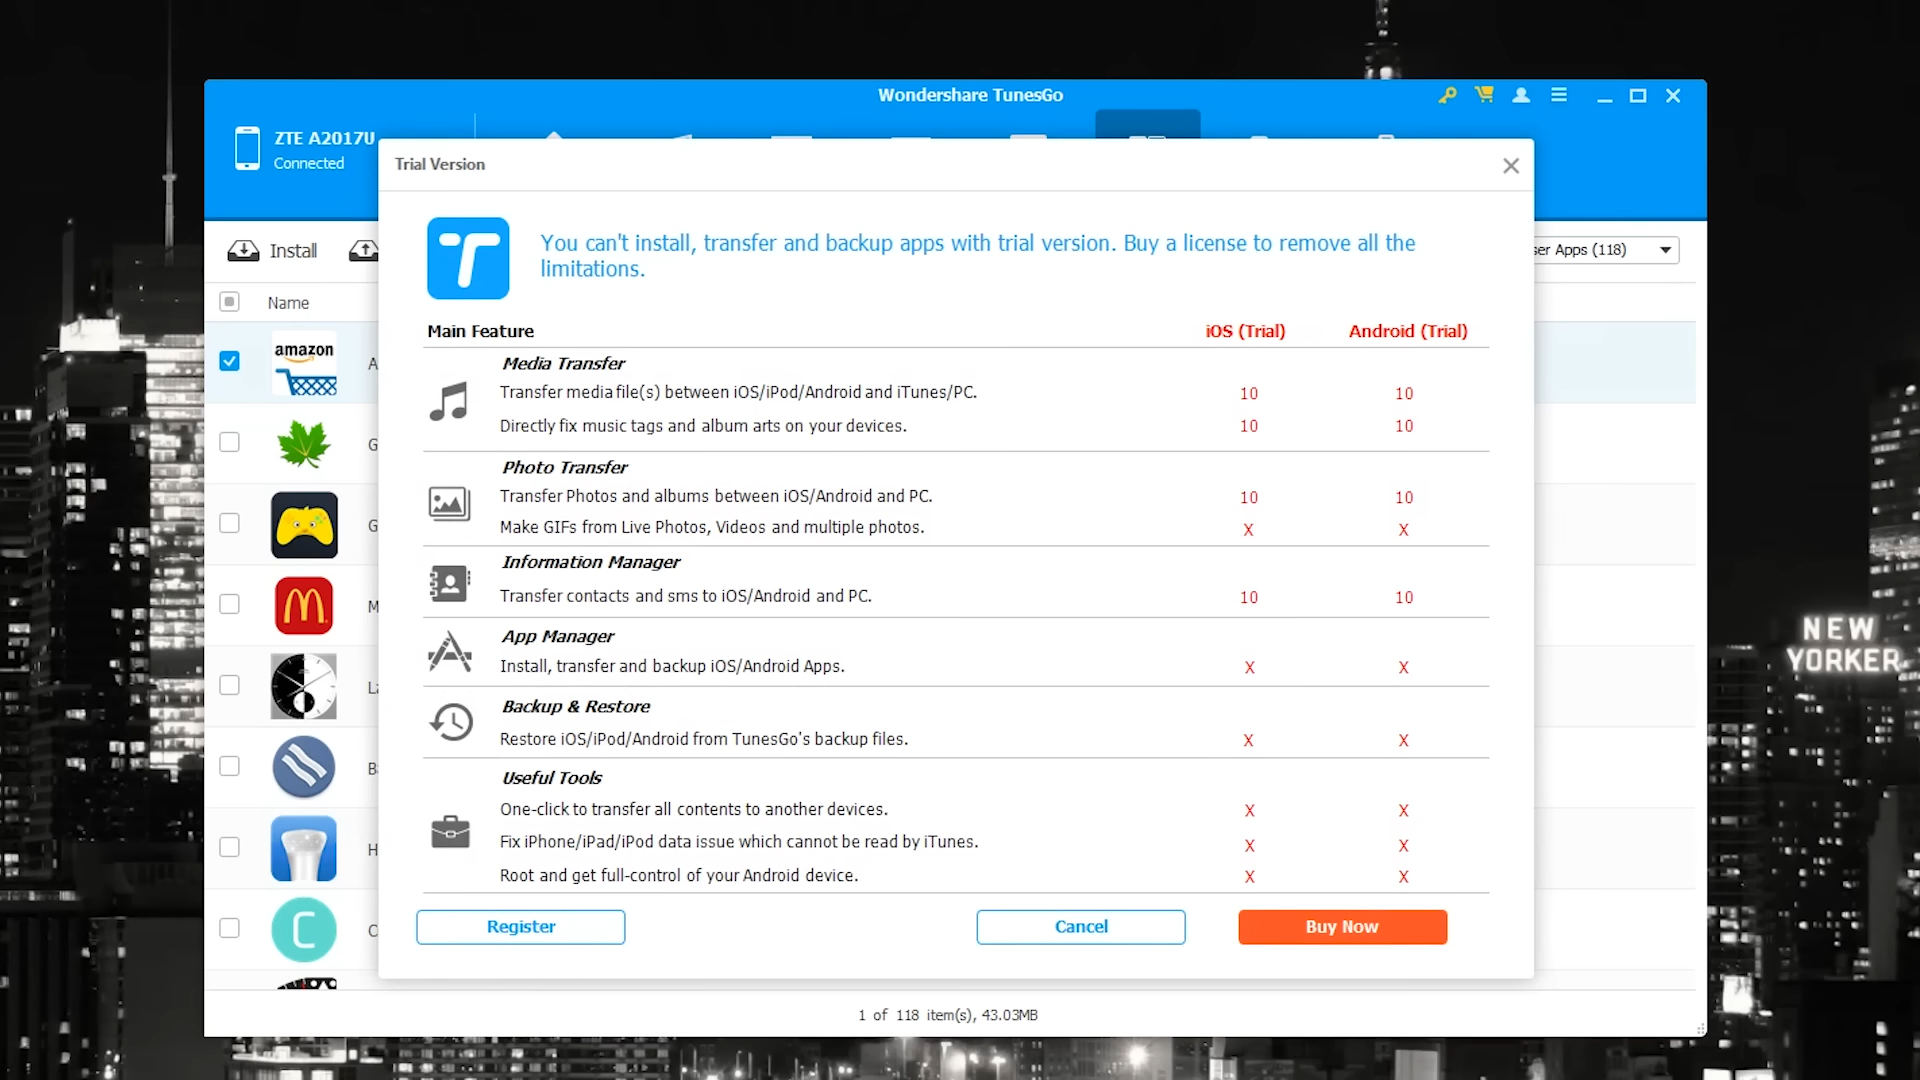 Wondershare TunesGo
ZTE A2017U
Connected
Trial Version
Install
ser Apps (118)
You can't install, transfer and backup apps with trial version. Buy a license to remove all the
limitations.
Name
Main Feature iOS (Trial) Android (Trial)
amazon
A
Media Transfer
Transfer media file(s) between iOS/iPod/Android and iTunes/PC. 10 10
Directly fix music tags and album arts on your devices. 10 10
G
Photo Transfer
Transfer Photos and albums between iOS/Android and PC. 10 10
Make GIFs from Live Photos, Videos and multiple photos. X X
G
Information Manager
Transfer contacts and sms to iOS/Android and PC. 10 10
M
App Manager
Install, transfer and backup iOS/Android Apps. X X
La
Backup & Restore
Restore iOS/iPod/Android from TunesGo's backup files. X X
B
Useful Tools
One-click to transfer all contents to another devices. X X
Fix iPhone/iPad/iPod data issue which cannot be read by iTunes. X X
H
Root and get full-control of your Android device. X X
C
C
Register Cancel Buy Now
1 of 118 item(s), 43.03MB
NEW
YORKER